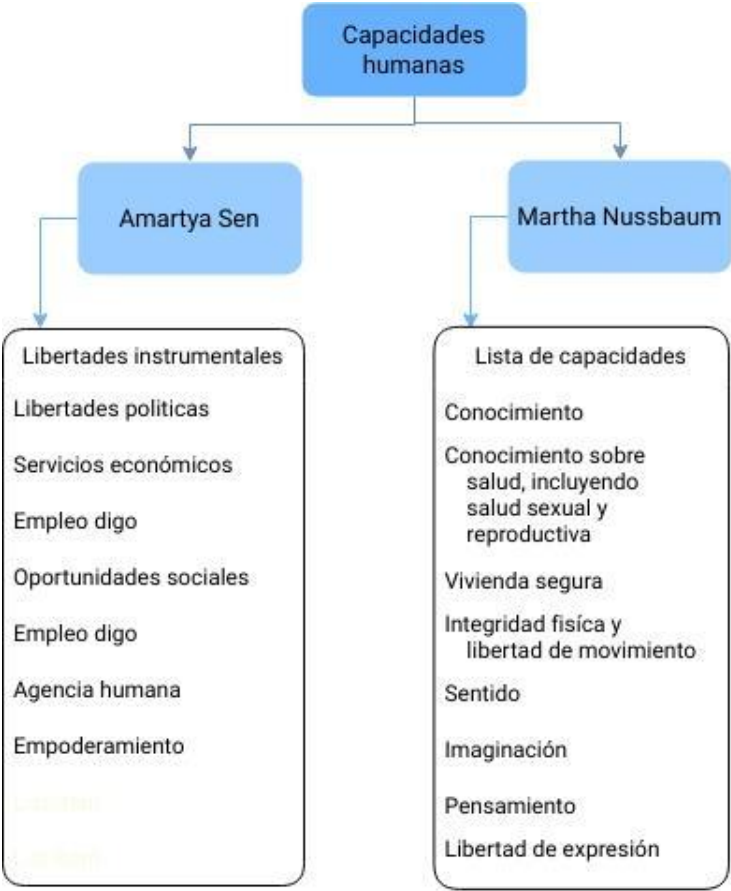 Capacidades
humanas
Amartya Sen
Martha Nussbaum
Libertades instrumentales
Libertades politicas
Servicios económicos
Empleo digo
Oportunidades sociales
Empleo digo
Agencia humana
Empoderamiento
Lista de capacidades
Conocimiento
Conocimiento sobre
salud, incluyendo
salud sexual y
reproductiva
Vivienda segura
Integridad fisíca y
libertad de movimiento
Sentido
Imaginación
Pensamiento
Libertad de expresión